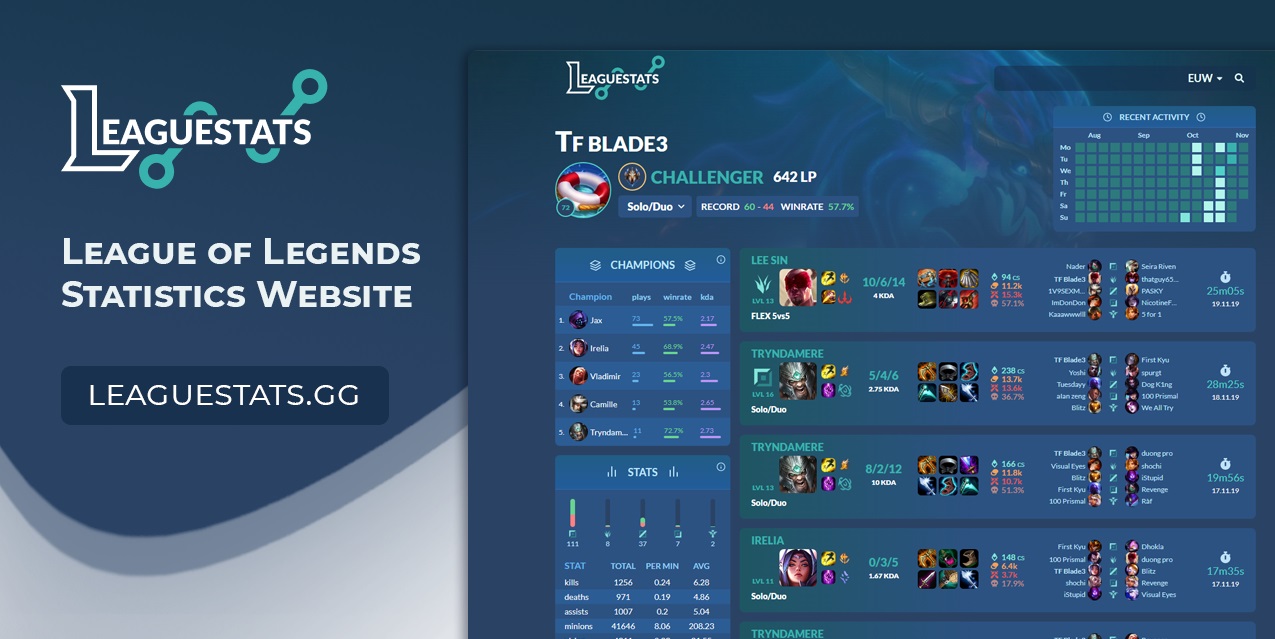 LEAGUESTATS
LEAGUE OF LEGENDS
STATISTICS WEBSITE
LEAGUESTATS.GG
LEAGUESTATS
EUW
TF BLADE3
72
CHALLENGER 642 LP
Solo/Duo
RECORD 60 - 44 WINRATE 57.7%
RECENT ACTIVITY
Aug Sep Oct Nov
Mo
Tu
We
Th
Fr
Sa
Su
CHAMPIONS
Champion plays winrate kda
1. Jax 73 57.5% 2.17
2. Irelia 45 68.9% 2.47
3. Vladimir 23 56.5% 2.3
4. Camille 13 53.8% 2.65
5. Tryndam... 11 72.7% 2.73
STATS
111 8 37 7 2
STAT TOTAL PER MIN AVG
kills 1256 0.24 6.28
deaths 971 0.19 4.86
assists 1007 0.2 5.04
minions 41646 8.06 208.23
LEE SIN
LVL 13
FLEX 5vs5
10/6/14
4 KDA
94 CS
11.2k
15.3k
57.1%
Nader Seira Riven
TF Blade3 thatguy65...
1V9SEXM... PASKY
ImDonDon NicotineF...
Kaaawwwlll 5 for 1
25m05s
19.11.19
TRYNDAMERE
LVL 16
Solo/Duo
5/4/6
2.75 KDA
238 CS
13.7k
13.6k
36.7%
TF Blade3 First Kyu
Yoshi spurgt
Tuesdayy Dog K1ng
atan zeng 100 Prismal
Blitz We All Try
28m25s
18.11.19
TRYNDAMERE
LVL 13
Solo/Duo
8/2/12
10 KDA
166 CS
11.8k
10.7k
51.3%
TF Blade3 duong pro
Visual Eyes shochi
Blitz iStupid
First Kyu Revenge
100 Prismal Râf
19m56s
17.11.19
IRELIA
LVL 11
Solo/Duo
0/3/5
1.67 KDA
148 CS
6.4k
3.7k
17.9%
First Kyu Dhokla
100 Prismal duong pro
TF Blade3 Blitz
shochi Revenge
iStupid Visual Eyes
17m35s
17.11.19
TRYNDAMERE